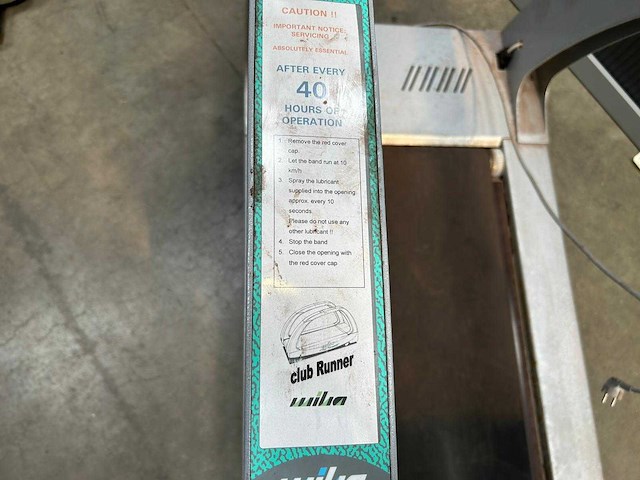 CAUTION !!
IMPORTANT NOTICE:
SERVICING
ABSOLUTELY ESSENTIAL
AFTER EVERY
40
HOURS OF
OPERATION
1. Remove the red cover
cap.
2. Let the band run at 10
km/h
3. Spray the lubricant
supplied into the opening
approx. every 10
seconds
Please do not use any
other lubricant !!
4. Stop the band
5. Close the opening with
the red cover cap
club Runner
wika